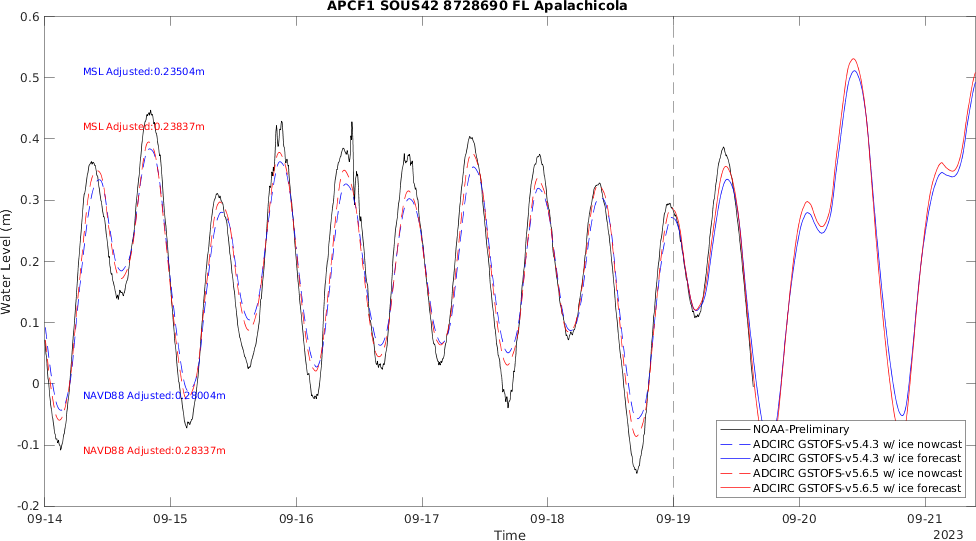 APCF1 SOUS42 8728690 FL Apalachicola
0.6
0.5
0.4
0.3
0.2
0.1
0
-0.1
-0.2
Water Level (m)
MSL Adjusted:0.23504m
MSL Adjusted:0.23837m
NAVD88 Adjusted:0.28004m
NAVD88 Adjusted:0.28337m
NOAA-Preliminary
ADCIRC GSTOFS-v5.4.3 w/ ice nowcast
ADCIRC GSTOFS-v5.4.3 w/ ice forecast
ADCIRC GSTOFS-v5.6.5 w/ ice nowcast
ADCIRC GSTOFS-v5.6.5 w/ ice forecast
09-14 09-15 09-16 09-17 09-18 09-19 09-20 09-21
Time
2023